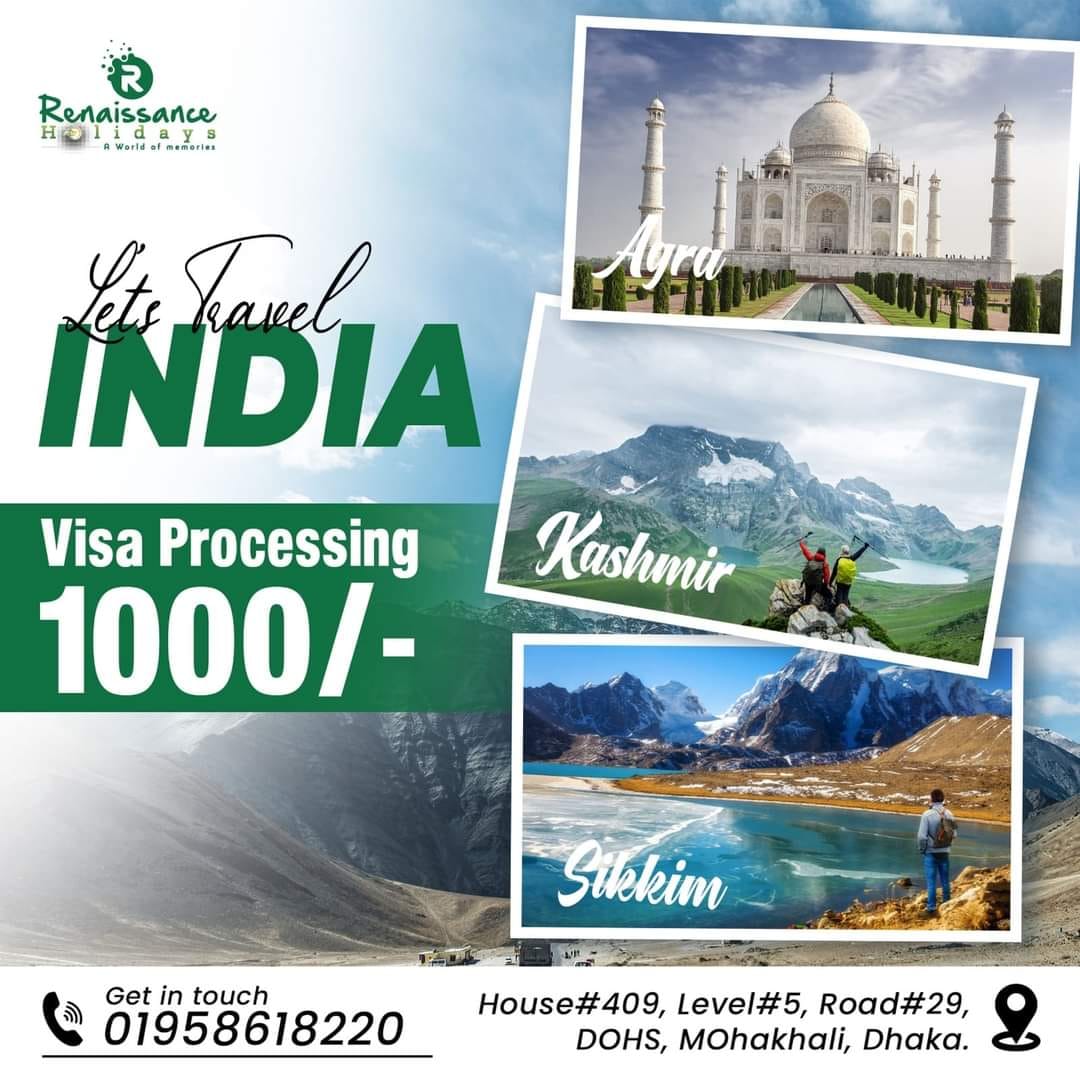 Renaissance
Holidays
A World of memories
Let's Travel
INDIA
Visa Processing
1000/-
Agra
Kashmir
Sikkim
Get in touch
01958618220
House#409, Level#5, Road#29,
DOHS, MOhakhali, Dhaka.